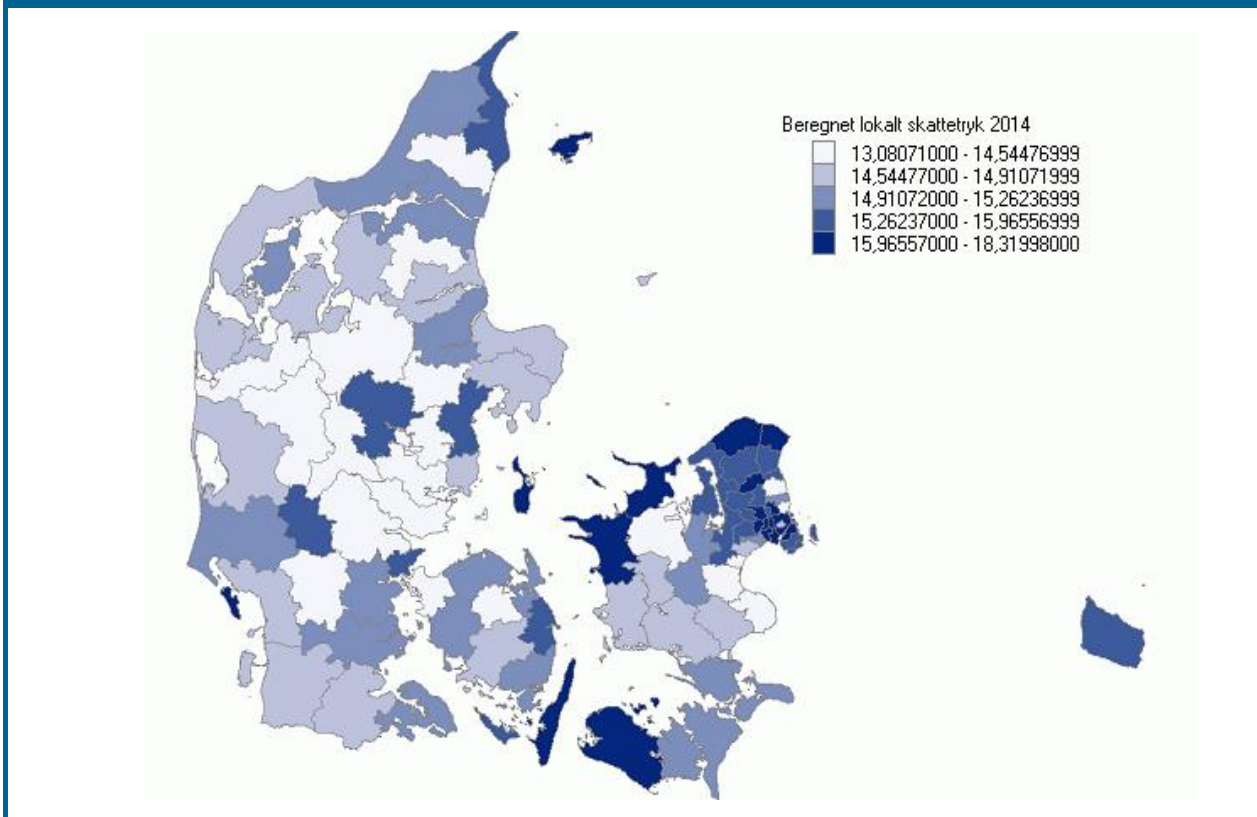 Beregnet lokalt skattetryk 2014
13,08071000 - 14,54476999
14,54477000 - 14,91071999
14,91072000 - 15,26236999
15,26237000 - 15,96556999
15,96557000 - 18,31998000